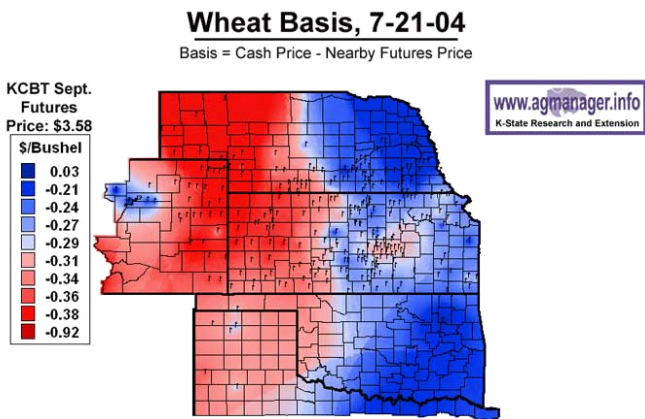 Wheat Basis, 7-21-04
Basis = Cash Price - Nearby Futures Price
KCBT Sept.
Futures
Price: $3.58
$/Bushel
0.03
-0.21
-0.24
-0.27
-0.29
-0.31
-0.34
-0.36
-0.38
-0.92
www.agmanager.info
K-State Research and Extension